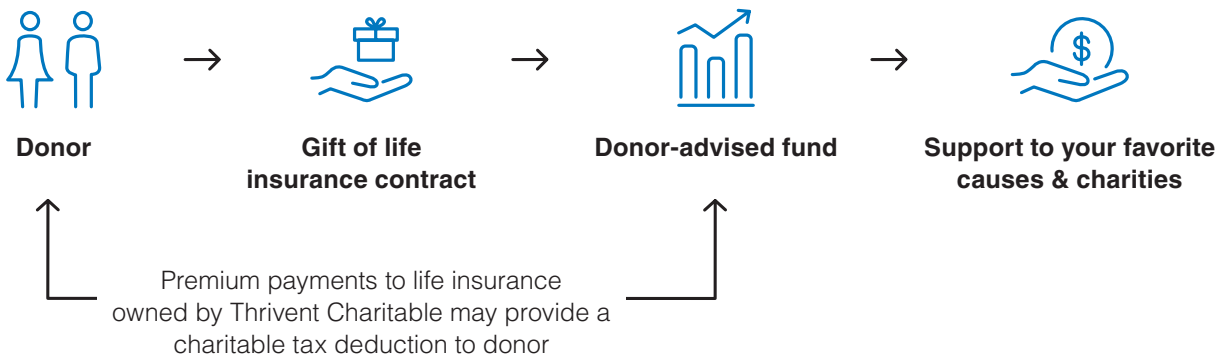 $
Donor
Gift of life
insurance contract
Donor-advised fund
Support to your favorite
causes & charities
Premium payments to life insurance
owned by Thrivent Charitable may provide a
charitable tax deduction to donor